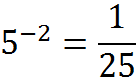 5⁻² = 1/25